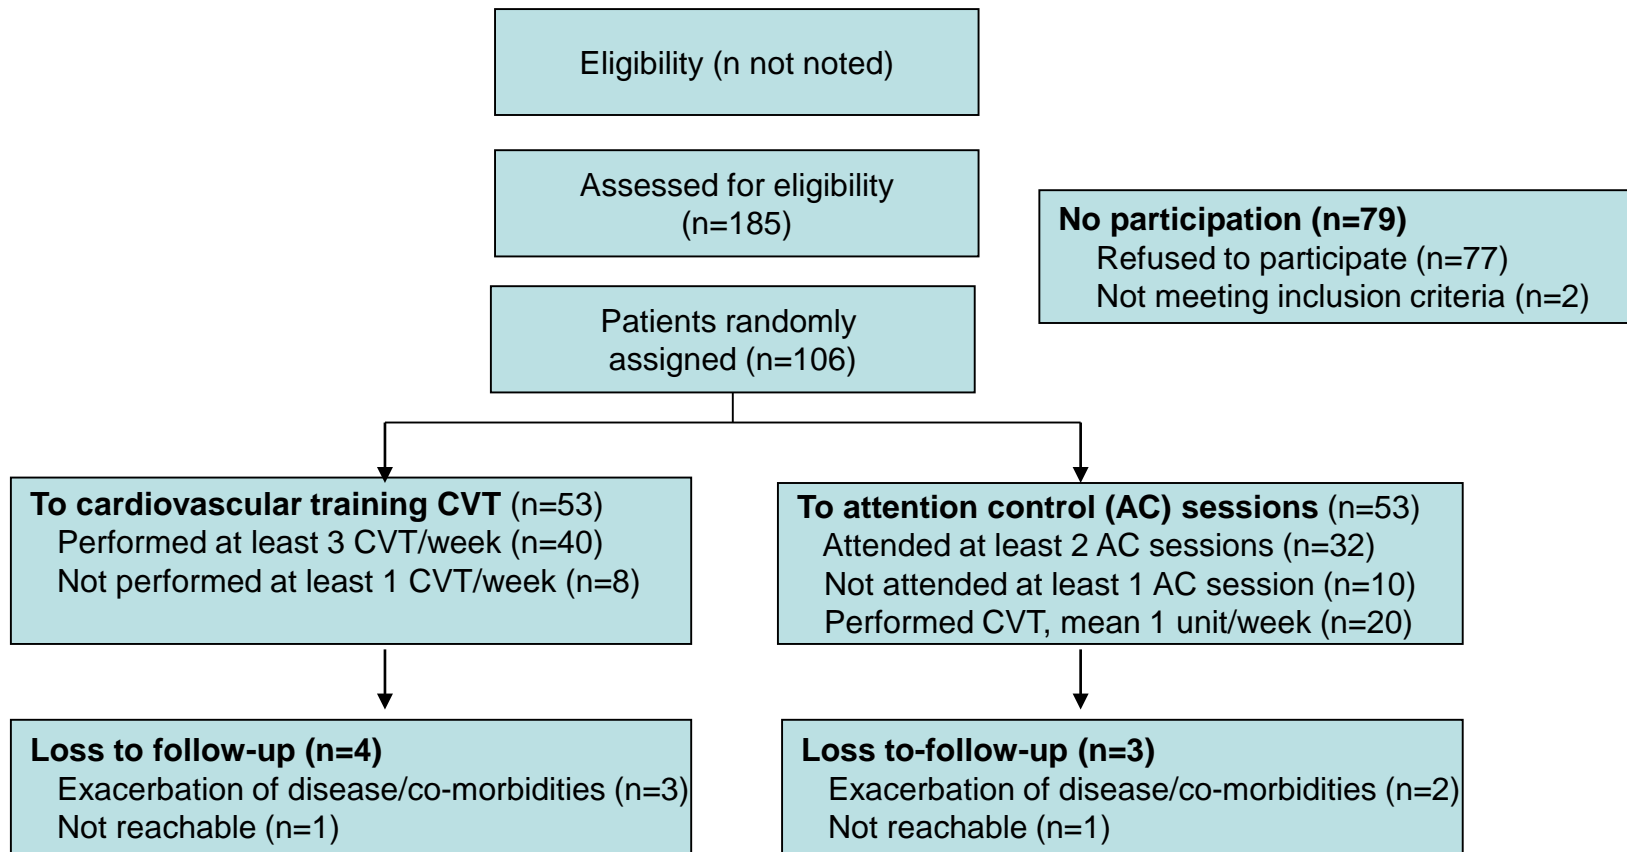 Eligibility (n not noted)
Assessed for eligibility
(n=185)
No participation (n=79)
Refused to participate (n=77)
Not meeting inclusion criteria (n=2)
Patients randomly
assigned (n=106)
To cardiovascular training CVT (n=53)
Performed at least 3 CVT/week (n=40)
Not performed at least 1 CVT/week (n=8)
To attention control (AC) sessions (n=53)
Attended at least 2 AC sessions (n=32)
Not attended at least 1 AC session (n=10)
Performed CVT, mean 1 unit/week (n=20)
Loss to follow-up (n=4)
Exacerbation of disease/co-morbidities (n=3)
Not reachable (n=1)
Loss to-follow-up (n=3)
Exacerbation of disease/co-morbidities (n=2)
Not reachable (n=1)